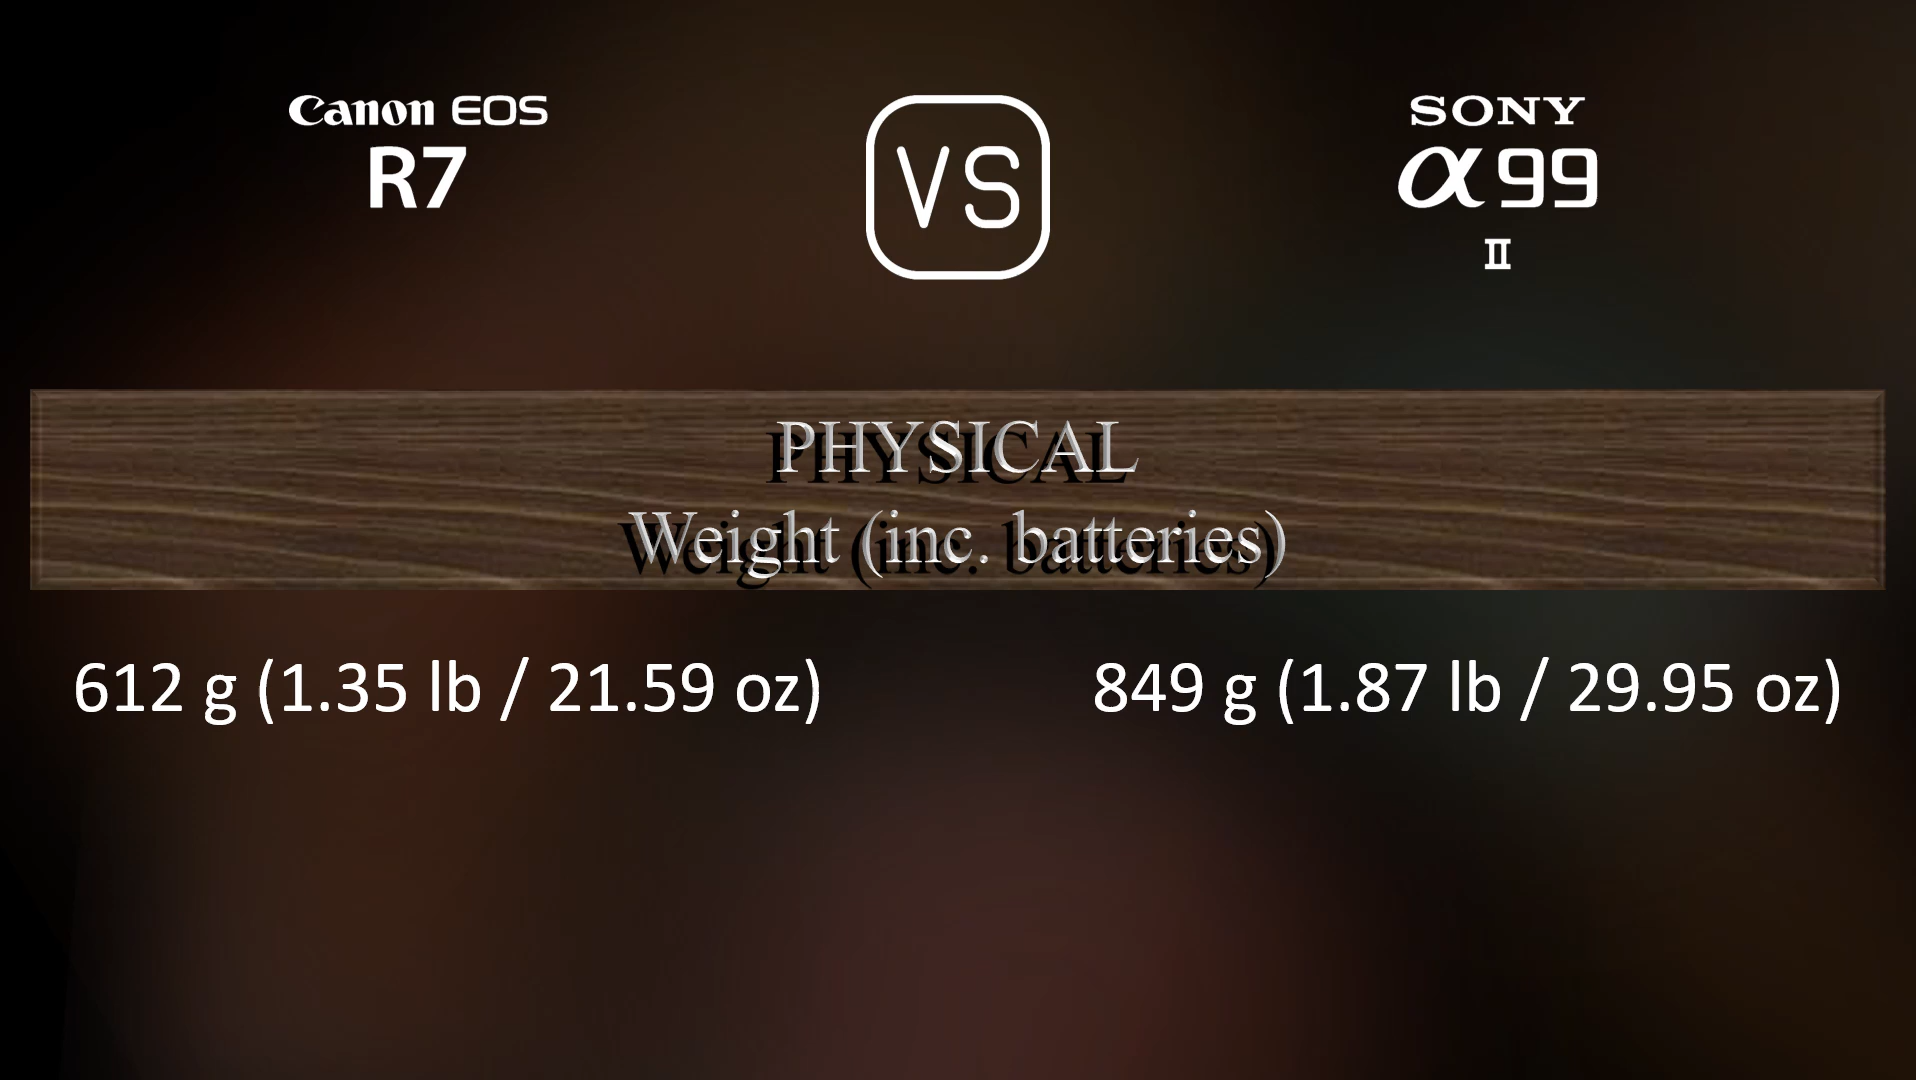 Canon EOS
R7
VS
SONY
α99
II
PHYSICAL
Weight (inc. batteries)
612 g (1.35 lb / 21.59 oz)
849 g (1.87 lb / 29.95 oz)